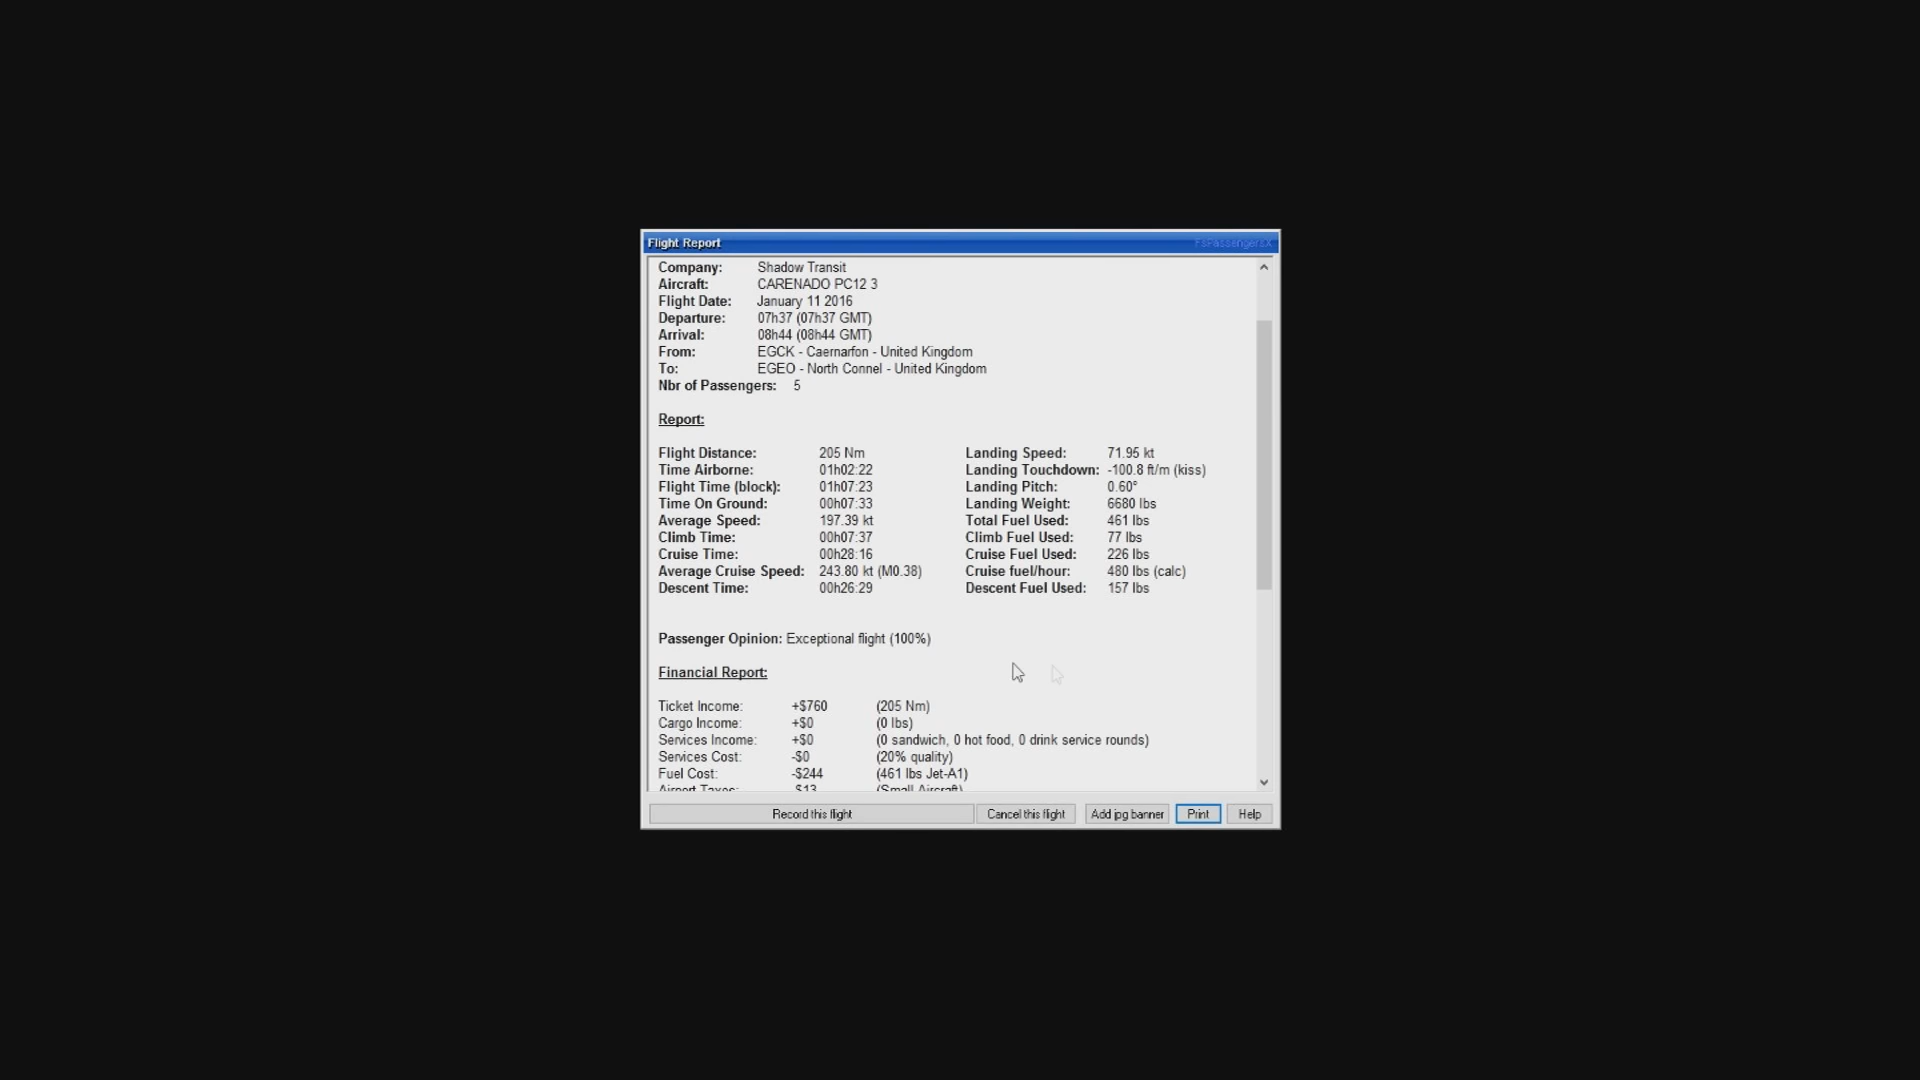 Flight Report FsPassengersX
Company: Shadow Transit
Aircraft: CARENADO PC12 3
Flight Date: January 11 2016
Departure: 07h37 (07h37 GMT)
Arrival: 08h44 (08h44 GMT)
From: EGCK - Caernarfon - United Kingdom
To: EGEO - North Connel - United Kingdom
Nbr of Passengers: 5
Report:
Flight Distance: 205 Nm Landing Speed: 71.95 kt
Time Airborne: 01h02:22 Landing Touchdown: -100.8 ft/m (kiss)
Flight Time (block): 01h07:23 Landing Pitch: 0.60°
Time On Ground: 00h07:33 Landing Weight: 6680 lbs
Average Speed: 197.39 kt Total Fuel Used: 461 lbs
Climb Time: 00h07:37 Climb Fuel Used: 77 lbs
Cruise Time: 00h28:16 Cruise Fuel Used: 226 lbs
Average Cruise Speed: 243.80 kt (M0.38) Cruise fuel/hour: 480 lbs (calc)
Descent Time: 00h26:29 Descent Fuel Used: 157 lbs
Passenger Opinion: Exceptional flight (100%)
Financial Report:
Ticket Income: +$760 (205 Nm)
Cargo Income: +$0 (0 lbs)
Services Income: +$0 (0 sandwich, 0 hot food, 0 drink service rounds)
Services Cost: -$0 (20% quality)
Fuel Cost: -$244 (461 lbs Jet-A1)
Airport Taxes: $13 (Small Aircraft)
Record this flight Cancel this flight Add jpg banner Print Help